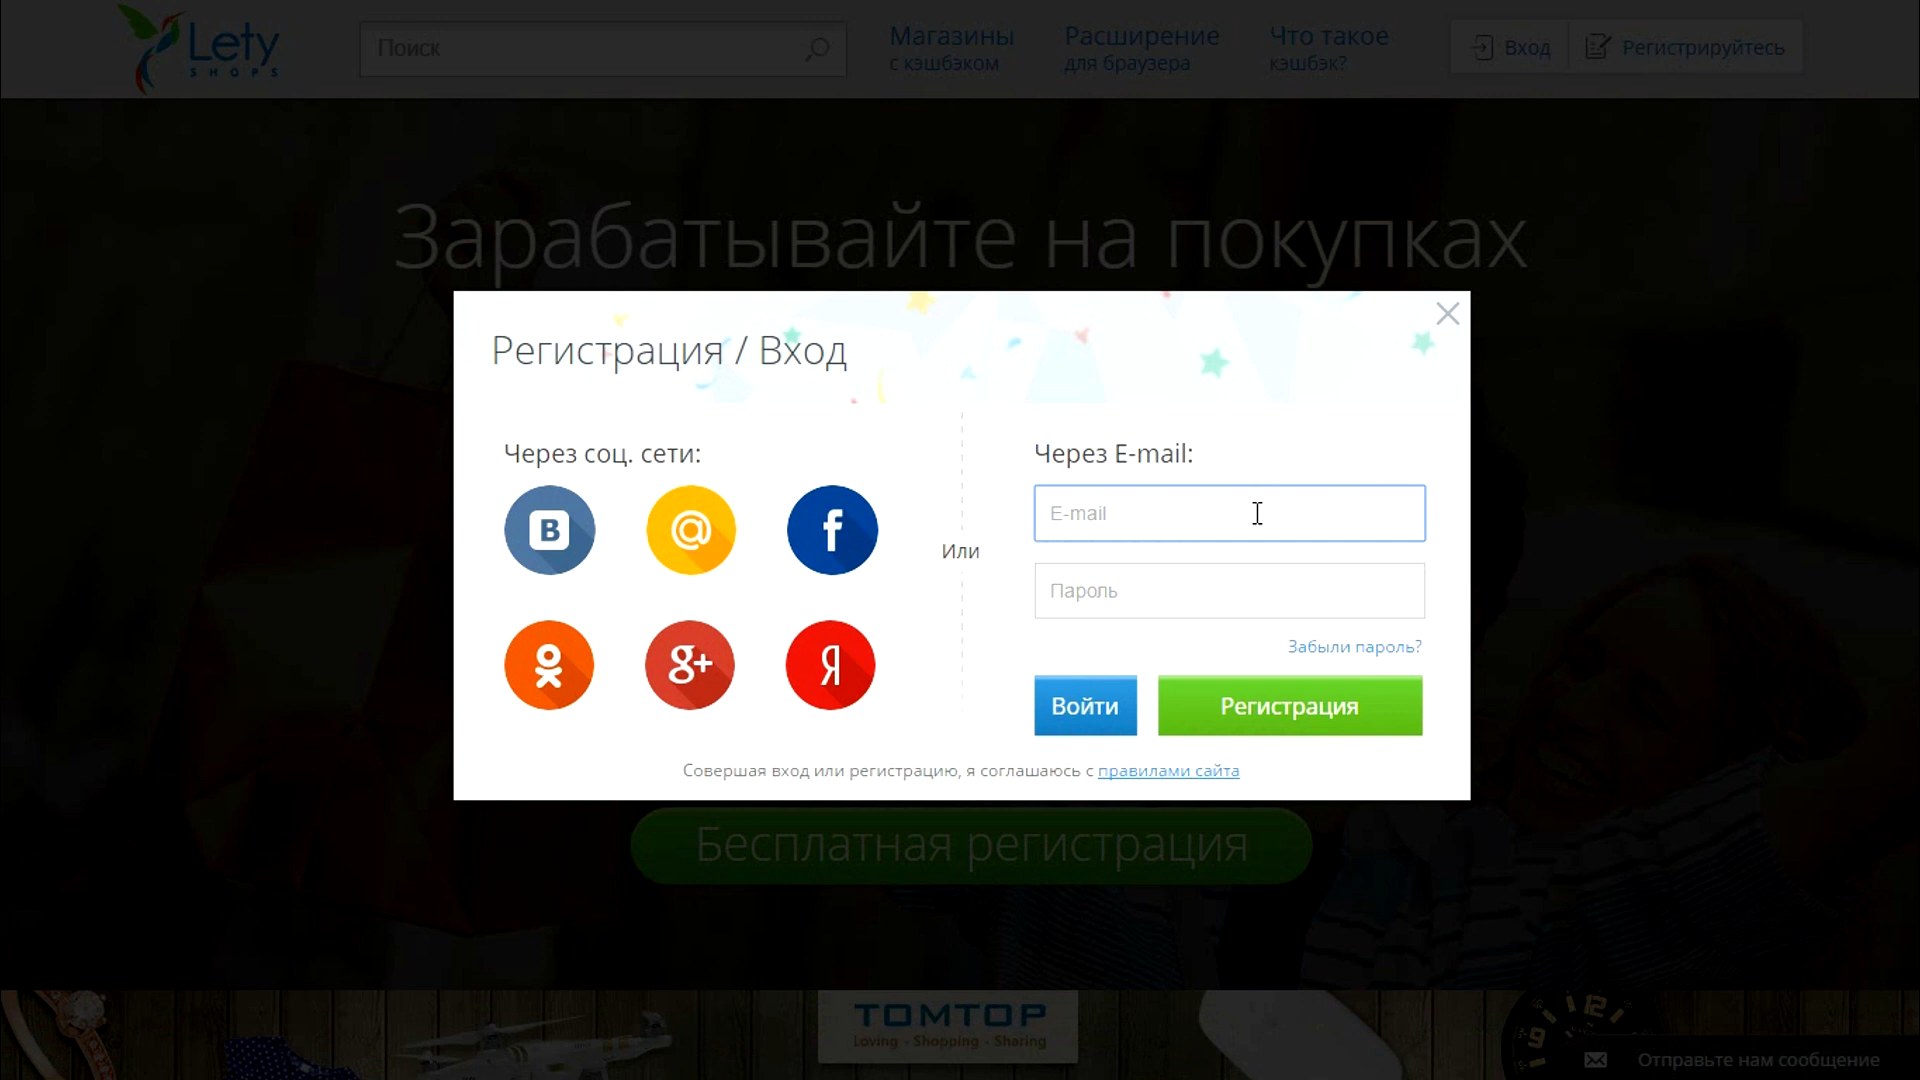 Lety
SHOPS
Поиск
Магазины
с кэшбэком
Расширение
для браузера
Что такое
кэшбэк?
Вход
Регистрируйтесь
Зарабатывайте на покупках
Регистрация / Вход
Через соц. сети:
В
@
f
g+
Я
Или
Через E-mail:
E-mail
Пароль
Забыли пароль?
Войти
Регистрация
Совершая вход или регистрацию, я соглашаюсь с правилами сайта
Бесплатная регистрация
TOMTOP
Loving - Shopping - Sharing
12
9
Отправьте нам сообщение